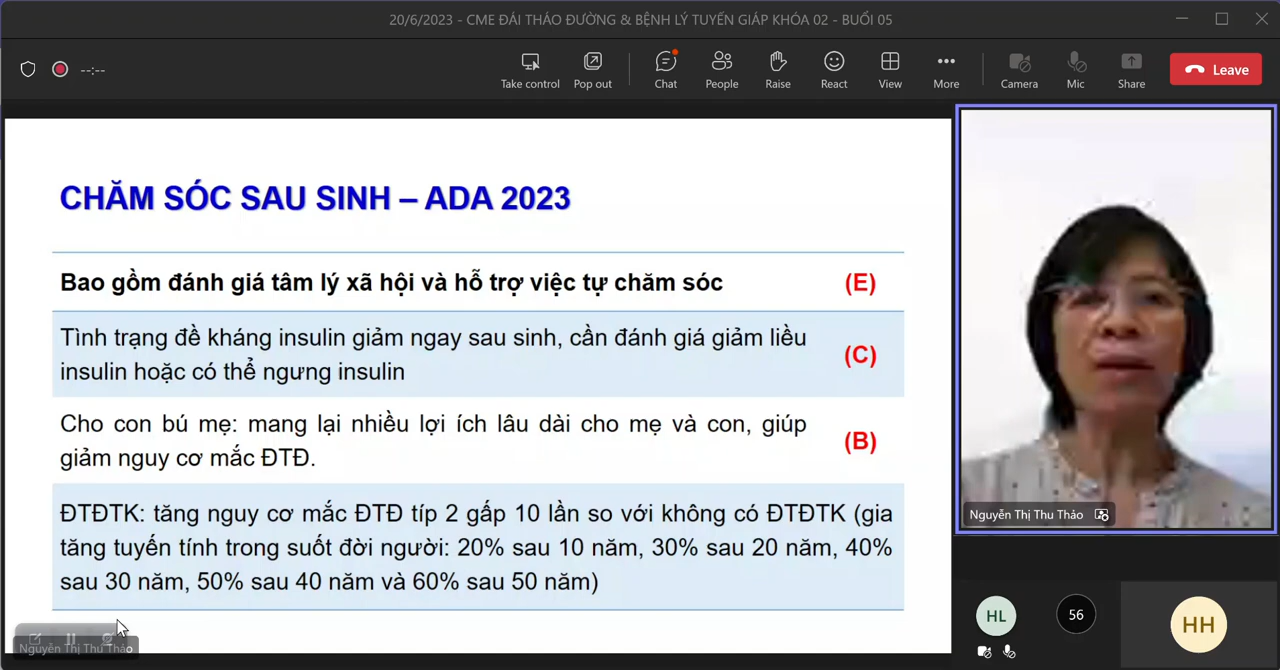 20/6/2023 - CME ĐÁI THÁO ĐƯỜNG & BỆNH LÝ TUYẾN GIÁP KHÓA 02 - BUỔI 05
--:--
Take control
Pop out
Chat
People
Raise
React
View
More
Camera
Mic
Share
Leave
CHĂM SÓC SAU SINH – ADA 2023
Bao gồm đánh giá tâm lý xã hội và hỗ trợ việc tự chăm sóc (E)
Tình trạng đề kháng insulin giảm ngay sau sinh, cần đánh giá giảm liều
insulin hoặc có thể ngưng insulin
(C)
Cho con bú mẹ: mang lại nhiều lợi ích lâu dài cho mẹ và con, giúp
giảm nguy cơ mắc ĐTĐ.
(B)
ĐTĐTK: tăng nguy cơ mắc ĐTĐ típ 2 gấp 10 lần so với không có ĐTĐTK (gia
tăng tuyến tính trong suốt đời người: 20% sau 10 năm, 30% sau 20 năm, 40%
sau 30 năm, 50% sau 40 năm và 60% sau 50 năm)
Nguyễn Thị Thu Thảo
Nguyễn Thị Thu Thảo
HL
56
HH